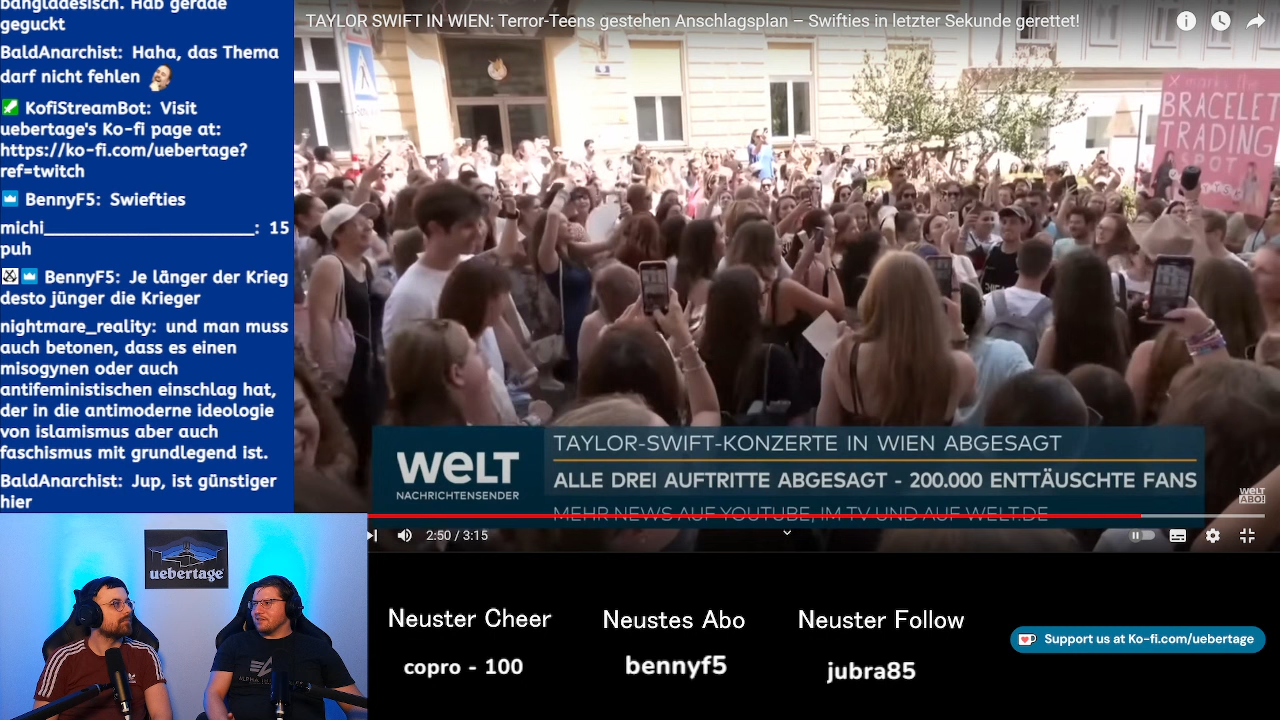 bangladesisch. Hab gerade
geguckt
BaldAnarchist: Haha, das Thema
darf nicht fehlen
KofiStreamBot: Visit
uebertage's Ko-fi page at:
https://ko-fi.com/uebertage?
ref=twitch
BennyF5: Swiefties
michi______________________: 15
puh
BennyF5: Je länger der Krieg
desto jünger die Krieger
nightmare_reality: und man muss
auch betonen, dass es einen
misogynen oder auch
antifeministischen einschlag hat,
der in die antimoderne ideologie
von islamismus aber auch
faschismus mit grundlegend ist.
BaldAnarchist: Jup, ist günstiger
hier
TAYLOR SWIFT IN WIEN: Terror-Teens gestehen Anschlagsplan – Swifties in letzter Sekunde gerettet!
X marks the
BRACELET
TRADING
SPOT
welt
NACHRICHTENSENDER
TAYLOR-SWIFT-KONZERTE IN WIEN ABGESAGT
ALLE DREI AUFTRITTE ABGESAGT - 200.000 ENTTÄUSCHTE FANS
MEHR NEWS AUF YOUTUBE, IM TV UND AUF WELT.DE
WELT
ABO!
2:50 / 3:15
uebertage
Neuster Cheer
copro - 100
Neustes Abo
bennyf5
Neuster Follow
jubra85
Support us at Ko-fi.com/uebertage